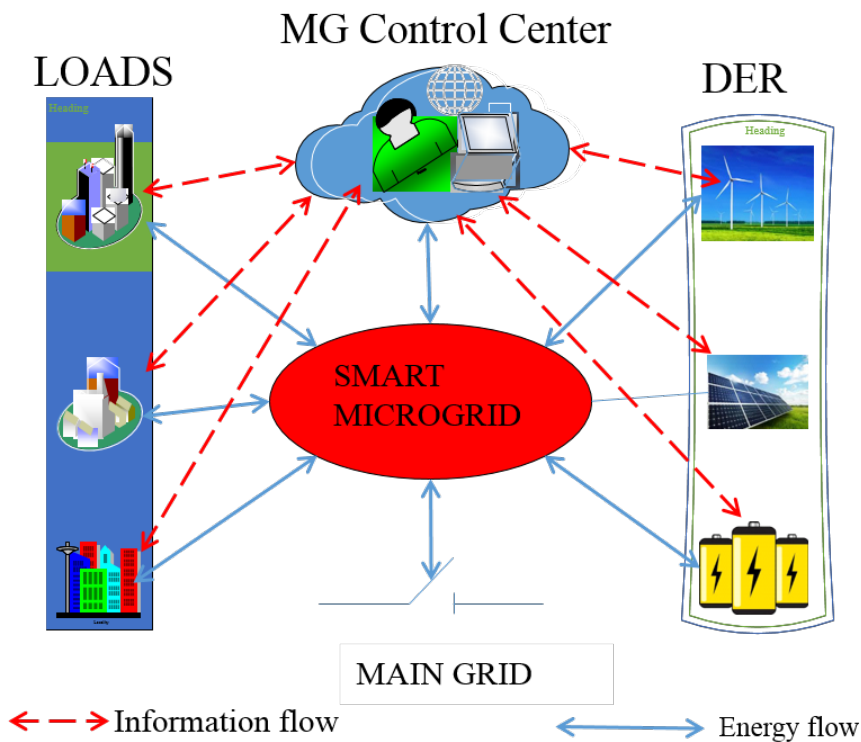 MG Control Center
LOADS
DER
Heading
Heading
SMART
MICROGRID
MAIN GRID
Information flow
Energy flow